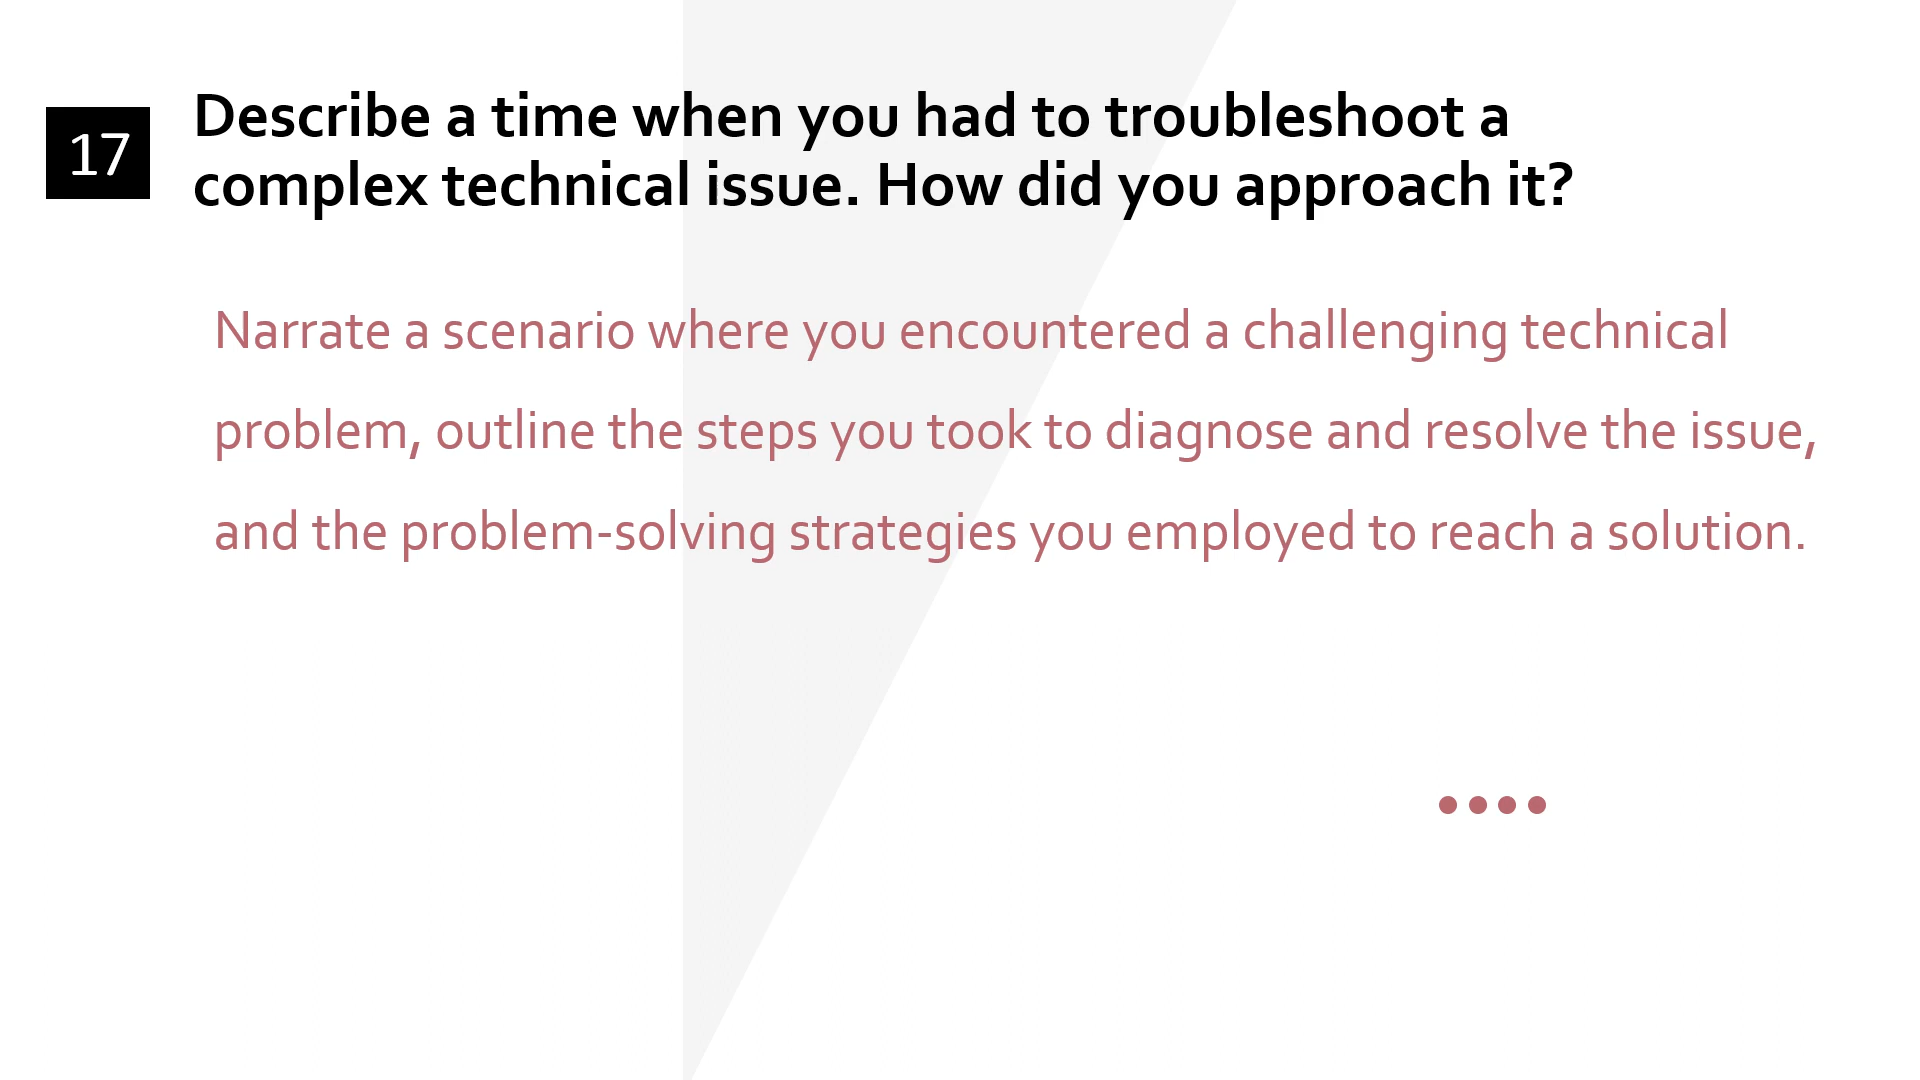 17
Describe a time when you had to troubleshoot a
complex technical issue. How did you approach it?
Narrate a scenario where you encountered a challenging technical
problem, outline the steps you took to diagnose and resolve the issue,
and the problem-solving strategies you employed to reach a solution.